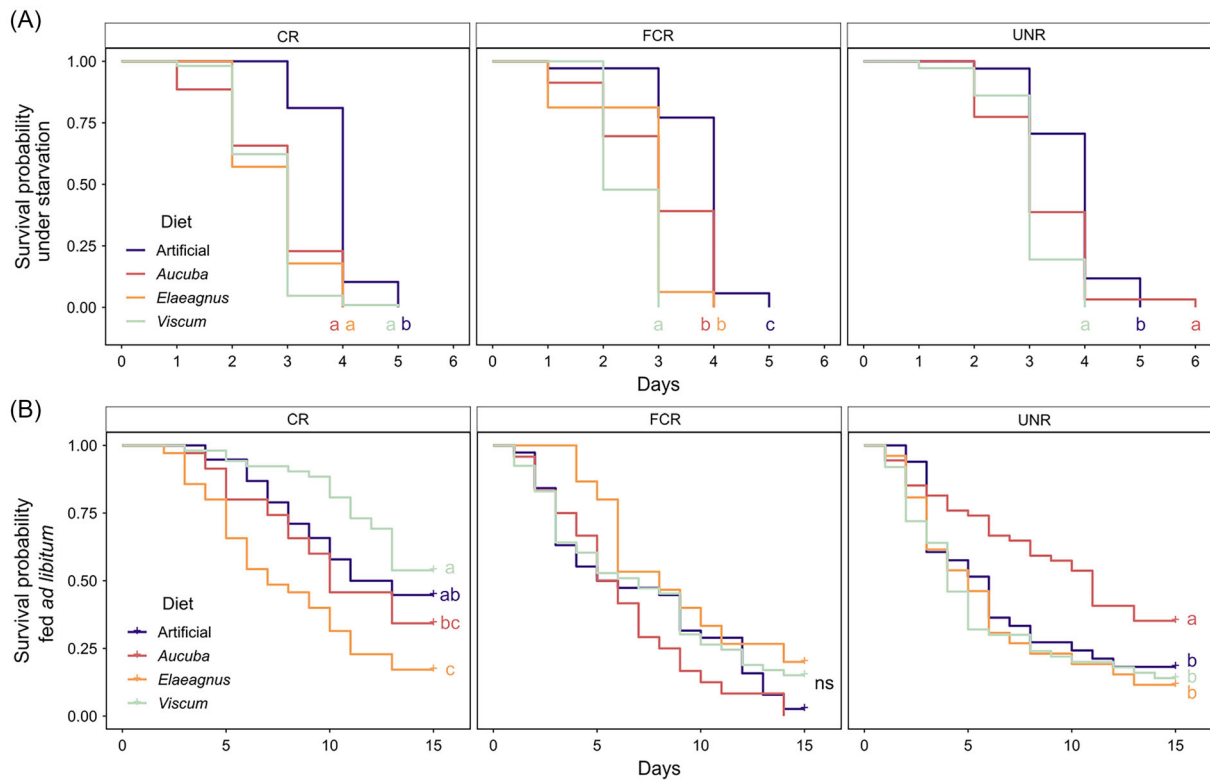 (A)
CR
FCR
UNR
Survival probability
under starvation
1.00
0.75
0.50
0.25
0.00
Diet
Artificial
Aucuba
Elaeagnus
Viscum
a a a b
a b b c
a b a
0 1 2 3 4 5 6
0 1 2 3 4 5 6
0 1 2 3 4 5 6
Days
(B)
CR
FCR
UNR
Survival probability
fed ad libitum
1.00
0.75
0.50
0.25
0.00
Diet
Artificial
Aucuba
Elaeagnus
Viscum
a
ab
bc
c
ns
a
b
b
b
0 5 10 15
0 5 10 15
0 5 10 15
Days